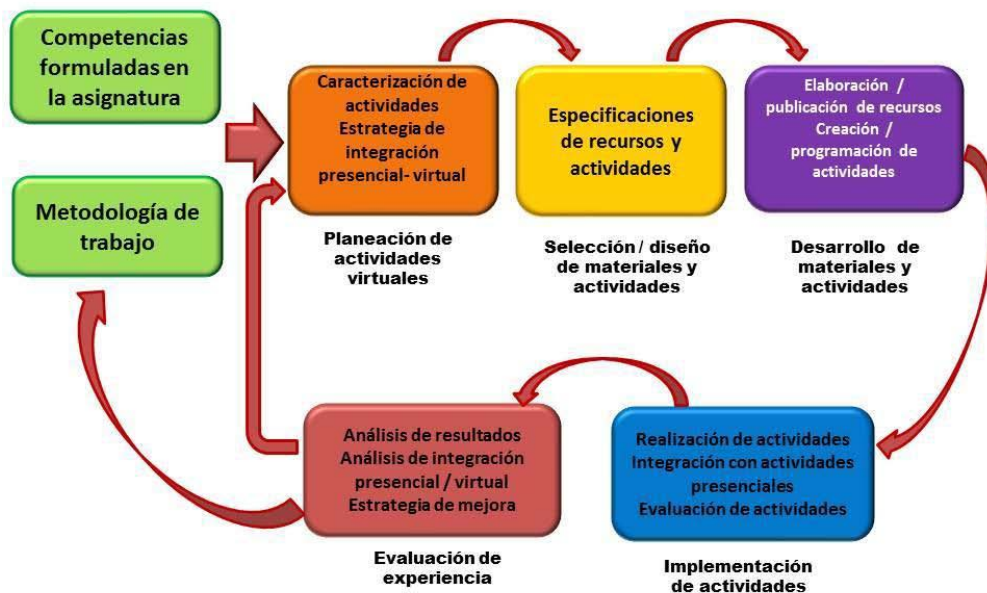 Competencias
formuladas en
la asignatura
Metodología de
trabajo
Caracterización de
actividades
Estrategia de
integración
presencial- virtual
Planeación de
actividades
virtuales
Especificaciones
de recursos y
actividades
Selección / diseño
de materiales y
actividades
Elaboración /
publicación de recursos
Creación /
programación de
actividades
Desarrollo de
materiales y
actividades
Análisis de resultados
Análisis de integración
presencial / virtual
Estrategia de mejora
Evaluación de
experiencia
Realización de actividades
Integración con actividades
presenciales
Evaluación de actividades
Implementación
de actividades